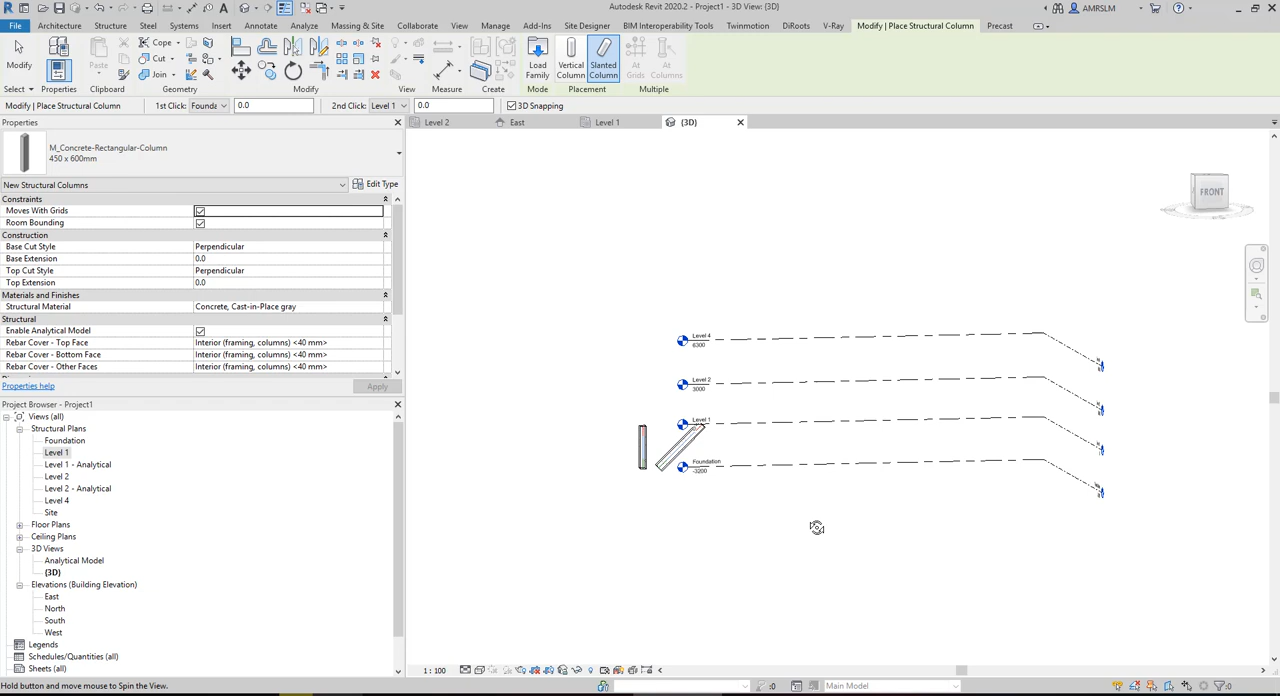 Autodesk Revit 2020.2 - Project1 - 3D View: {3D}
AMRSLM
File Architecture Structure Steel Systems Insert Annotate Analyze Massing & Site Collaborate View Manage Add-Ins Site Designer BIM Interoperability Tools Twinmotion DiRoots V-Ray Modify | Place Structural Column Precast
Modify
Paste
Cope
Cut
Join
Load
Family
Vertical
Column
Slanted
Column
At
Grids
At
Columns
Select Properties Clipboard Geometry Modify View Measure Create Mode Placement Multiple
Modify | Place Structural Column 1st Click: Founda 0.0 2nd Click: Level 1 0.0 3D Snapping
Properties
Level 2 East Level 1 {3D}
M_Concrete-Rectangular-Column
450 x 600mm
New Structural Columns Edit Type
Constraints
Moves With Grids
Room Bounding
Construction
Base Cut Style Perpendicular
Base Extension 0.0
Top Cut Style Perpendicular
Top Extension 0.0
Materials and Finishes
Structural Material Concrete, Cast-in-Place gray
Structural
Enable Analytical Model
Rebar Cover - Top Face Interior (framing, columns) <40 mm>
Rebar Cover - Bottom Face Interior (framing, columns) <40 mm>
Rebar Cover - Other Faces Interior (framing, columns) <40 mm>
Properties help Apply
Project Browser - Project1
Views (all)
Structural Plans
Foundation
Level 1
Level 1 - Analytical
Level 2
Level 2 - Analytical
Level 4
Site
Floor Plans
Ceiling Plans
3D Views
Analytical Model
{3D}
Elevations (Building Elevation)
East
North
South
West
Legends
Schedules/Quantities (all)
Sheets (all)
FRONT
Level 4
6300
Level 2
3000
Level 1
Foundation
-3200
1 : 100
Hold button and move mouse to Spin the View.
:0
Main Model
:0